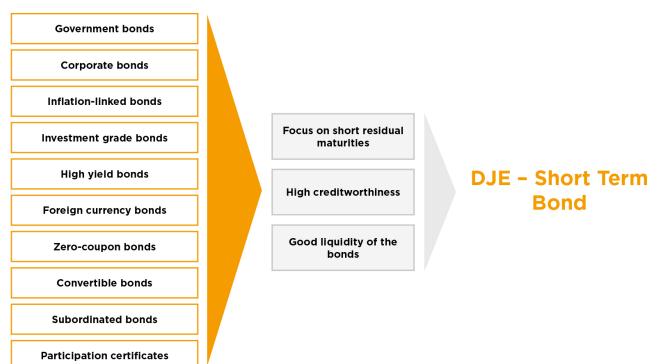 Government bonds
Corporate bonds
Inflation-linked bonds
Investment grade bonds
High yield bonds
Foreign currency bonds
Zero-coupon bonds
Convertible bonds
Subordinated bonds
Participation certificates
Focus on short residual
maturities
High creditworthiness
Good liquidity of the
bonds
DJE – Short Term
Bond